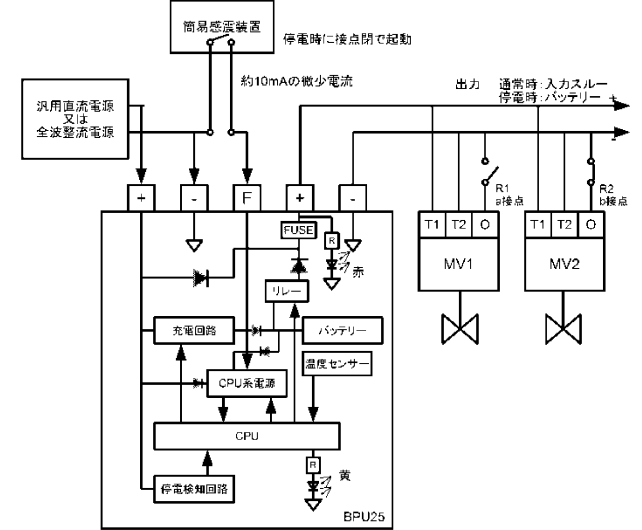 簡易感震装置
停電時に接点閉で起動
約10mAの微少電流
出力 通常時：入力スルー
停電時：バッテリー
+
-
汎用直流電源
又は
全波整流電源
R1
a接点
R2
b接点
+
-
F
+
-
T1 T2 O
T1 T2 O
MV1
MV2
FUSE
R
赤
リレー
充電回路
バッテリー
温度センサー
CPU系電源
CPU
R
黄
停電検知回路
BPU25